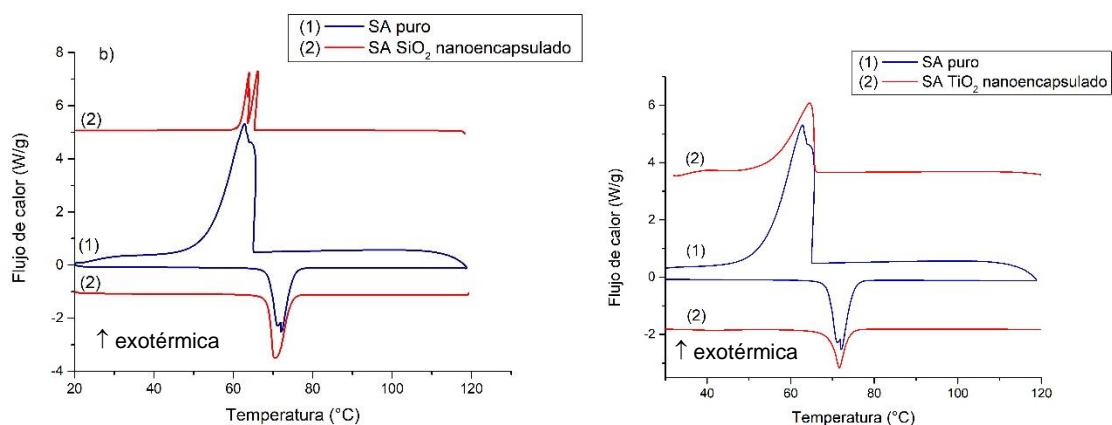 (1) SA puro
(2) SA SiO₂ nanoencapsulado
b)
8
6
4
2
0
-2
-4
Flujo de calor (W/g)
(2)
(1)
(2)
↑ exotérmica
20 40 60 80 100 120
Temperatura (°C)
(1) SA puro
(2) SA TiO₂ nanoencapsulado
6
4
2
0
-2
Flujo de calor (W/g)
(2)
(1)
(2)
↑ exotérmica
40 60 80 100 120
Temperatura (°C)